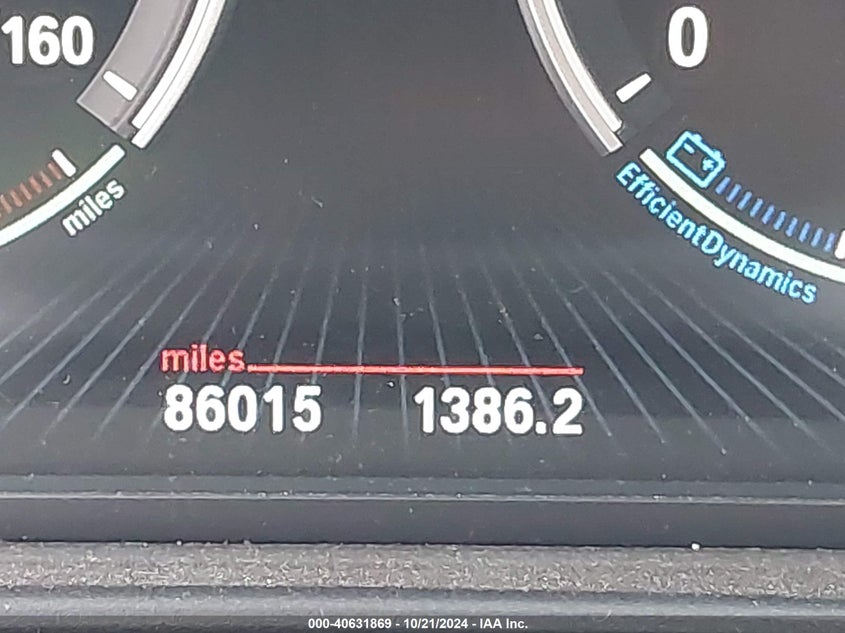 160
0
miles
EfficientDynamics
miles
86015 1386.2
000-40631869 - 10/21/2024 - IAA Inc.